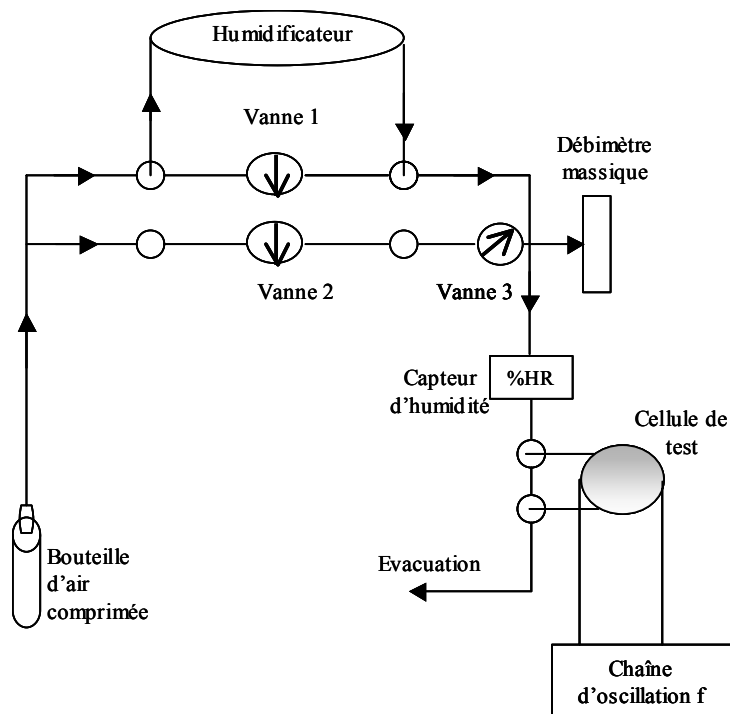 Humidificateur
Vanne 1
Débimètre
massique
Vanne 2
Vanne 3
Capteur
d'humidité
%HR
Cellule de
test
Bouteille
d'air
comprimée
Evacuation
Chaîne
d'oscillation f